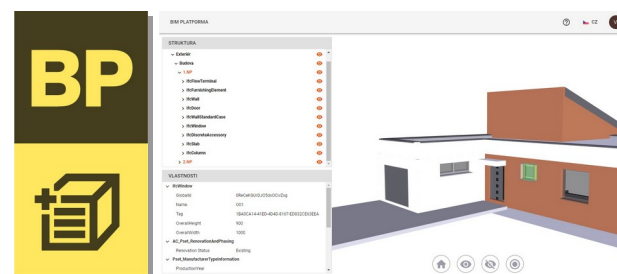 BP
BIM PLATFORMA
CZ
STRUKTURA
Exteriér
Budova
1.NP
IfcFlowTerminal
IfcFurnishingElement
IfcWall
IfcDoor
IfcWallStandardCase
IfcWindow
IfcDiscreteAccessory
IfcSlab
IfcColumn
2.NP
VLASTNOSTI
IfcWindow
GlobalId
Name 001
Tag
OverallHeight 900
OverallWidth 1000
AC_Pset_RenovationAndPhasing
Renovation Status Existing
Pset_ManufacturerTypeInformation
ProductionYear